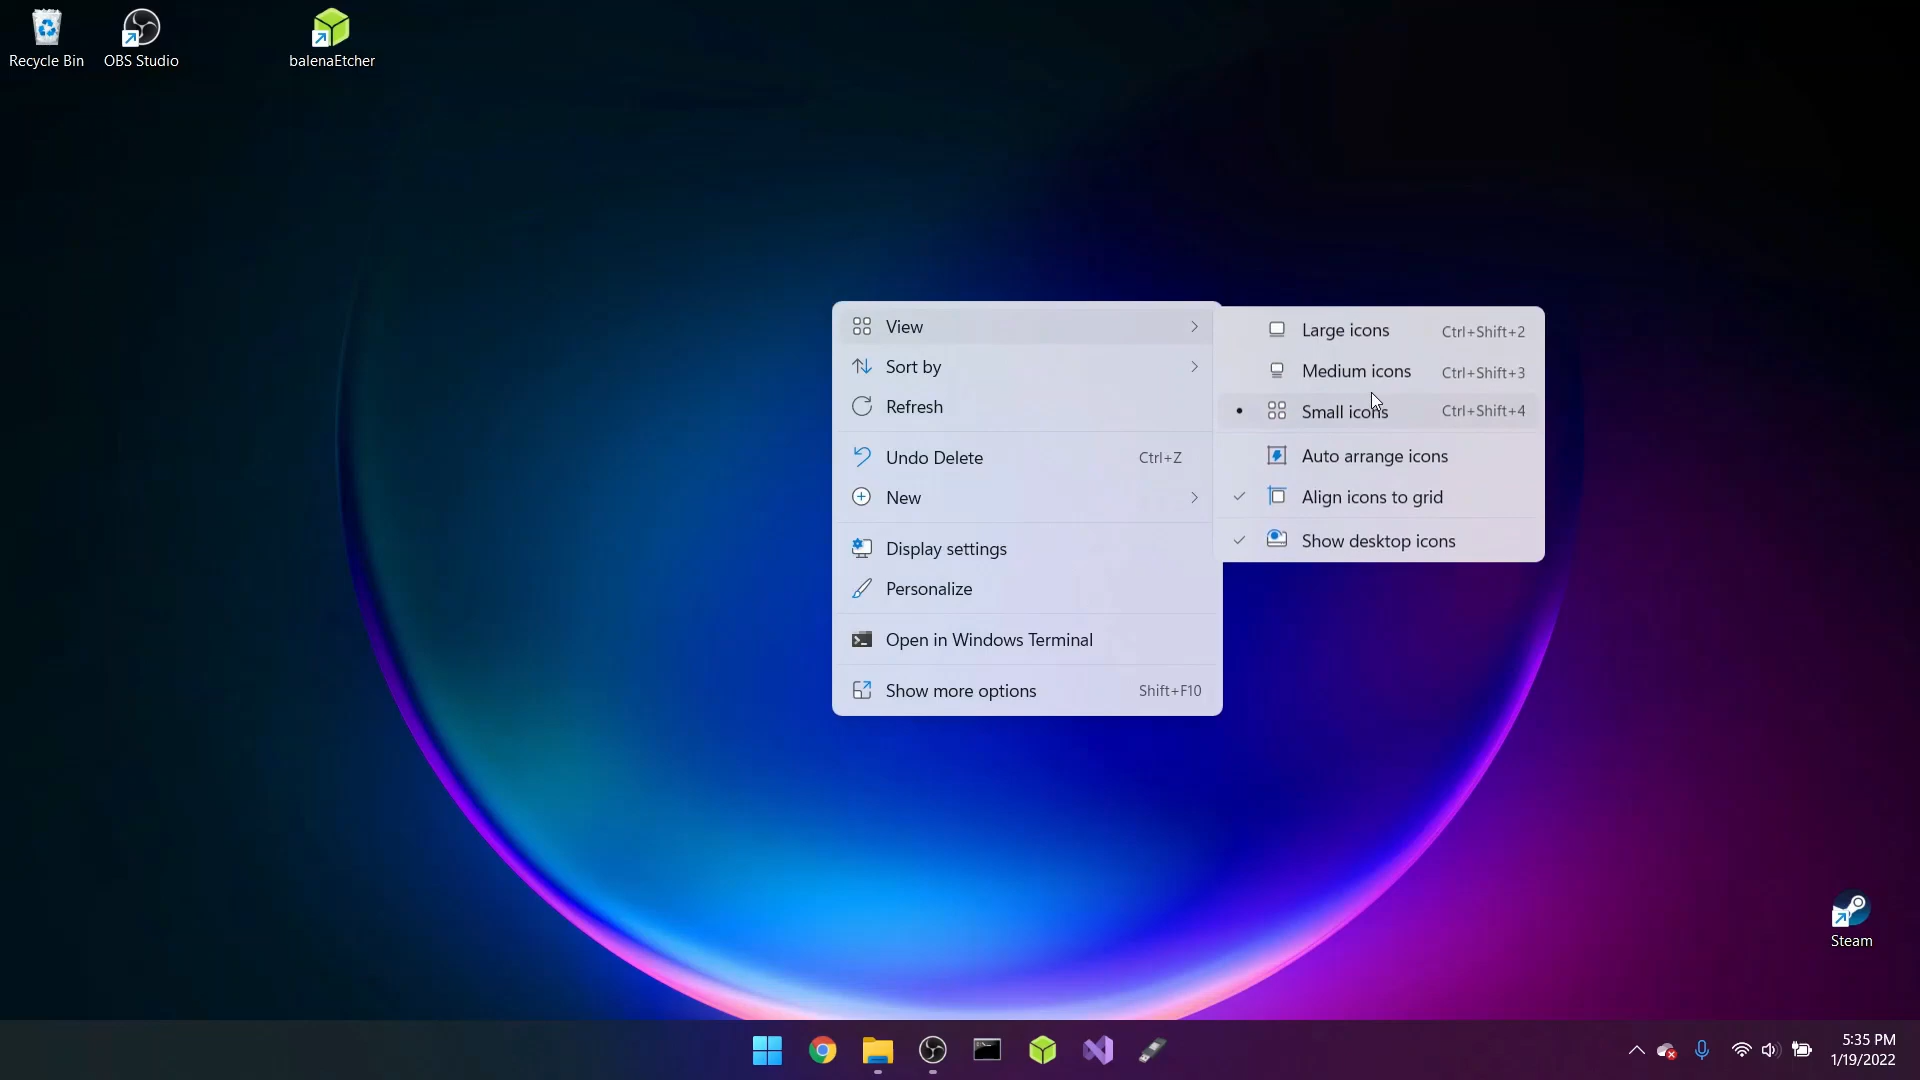 Recycle Bin
OBS Studio
balenaEtcher
View
Sort by
Refresh
Undo Delete Ctrl+Z
New
Display settings
Personalize
Open in Windows Terminal
Show more options Shift+F10
Large icons Ctrl+Shift+2
Medium icons Ctrl+Shift+3
Small icons Ctrl+Shift+4
Auto arrange icons
Align icons to grid
Show desktop icons
Steam
5:35 PM
1/19/2022